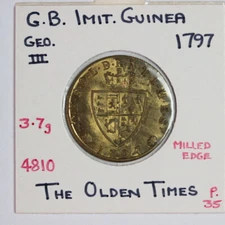 G.B. IMIT. GUINEA
GEO. III
1797
3.7g
MILLED EDGE
4810
THE OLDEN TIMES
P. 35